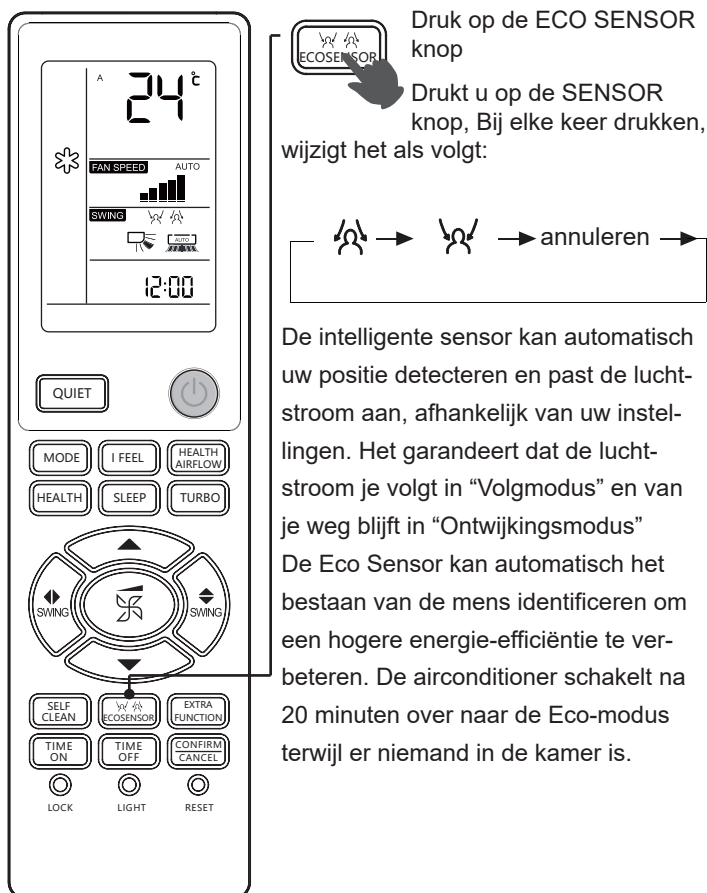 A 24 °c
FAN SPEED AUTO
SWING
AUTO
12:00
QUIET
MODE I FEEL HEALTH AIRFLOW
HEALTH SLEEP TURBO
SWING SWING
SELF CLEAN ECOSENSOR EXTRA FUNCTION
TIME ON TIME OFF CONFIRM CANCEL
LOCK LIGHT RESET
ECOSENSOR
Druk op de ECO SENSOR
knop
Drukt u op de SENSOR
knop, Bij elke keer drukken,
wijzigt het als volgt:
annuleren
De intelligente sensor kan automatisch
uw positie detecteren en past de lucht-
stroom aan, afhankelijk van uw instel-
lingen. Het garandeert dat de lucht-
stroom je volgt in “Volgmodus” en van
je weg blijft in “Ontwijkingsmodus”
De Eco Sensor kan automatisch het
bestaan van de mens identificeren om
een hogere energie-efficiëntie te ver-
beteren. De airconditioner schakelt na
20 minuten over naar de Eco-modus
terwijl er niemand in de kamer is.